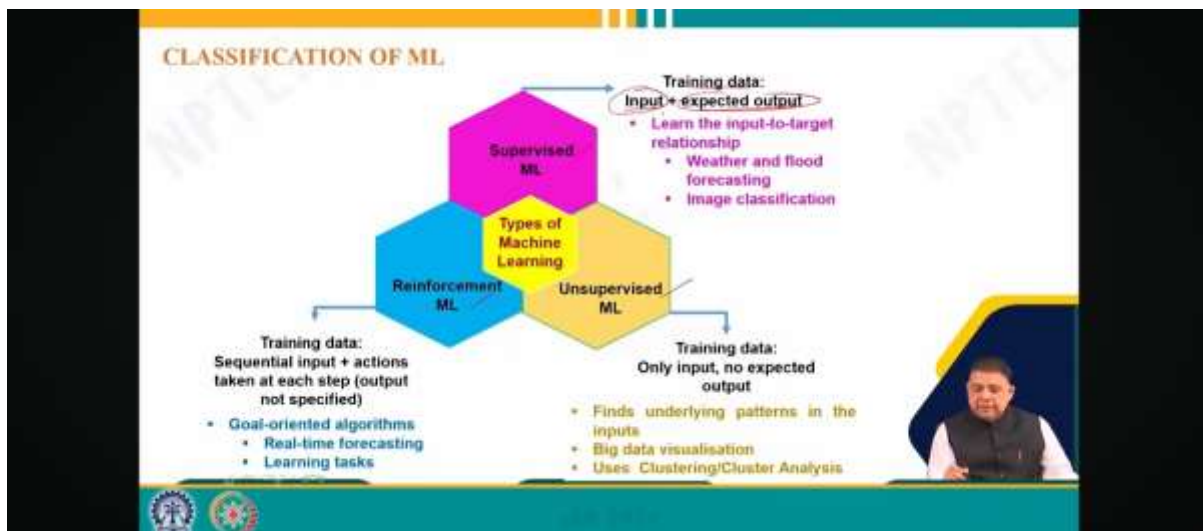 CLASSIFICATION OF ML
Training data:
Input + expected output
▪ Learn the input-to-target
relationship
▪ Weather and flood
forecasting
▪ Image classification
Supervised
ML
Types of
Machine
Learning
Reinforcement
ML
Unsupervised
ML
Training data:
Sequential input + actions
taken at each step (output
not specified)
▪ Goal-oriented algorithms
▪ Real-time forecasting
▪ Learning tasks
Training data:
Only input, no expected
output
▪ Finds underlying patterns in the
inputs
▪ Big data visualisation
▪ Uses Clustering/Cluster Analysis
NPTEL
NPTEL